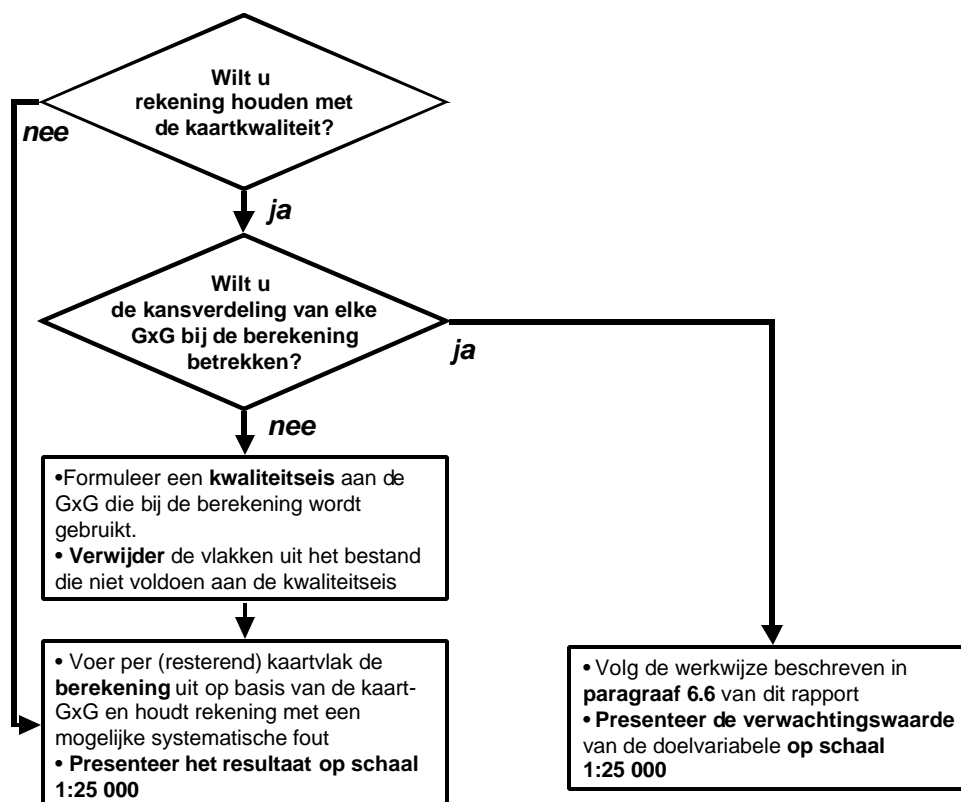 Wilt u
rekening houden met
de kaartkwaliteit?
nee
ja
Wilt u
de kansverdeling van elke
GxG bij de berekening
betrekken?
ja
nee
•Formuleer een kwaliteitseis aan de
GxG die bij de berekening wordt
gebruikt.
• Verwijder de vlakken uit het bestand
die niet voldoen aan de kwaliteitseis
• Voer per (resterend) kaartvlak de
berekening uit op basis van de kaart-
GxG en houdt rekening met een
mogelijke systematische fout
• Presenteer het resultaat op schaal
1:25 000
• Volg de werkwijze beschreven in
paragraaf 6.6 van dit rapport
• Presenteer de verwachtingswaarde
van de doelvariabele op schaal
1:25 000